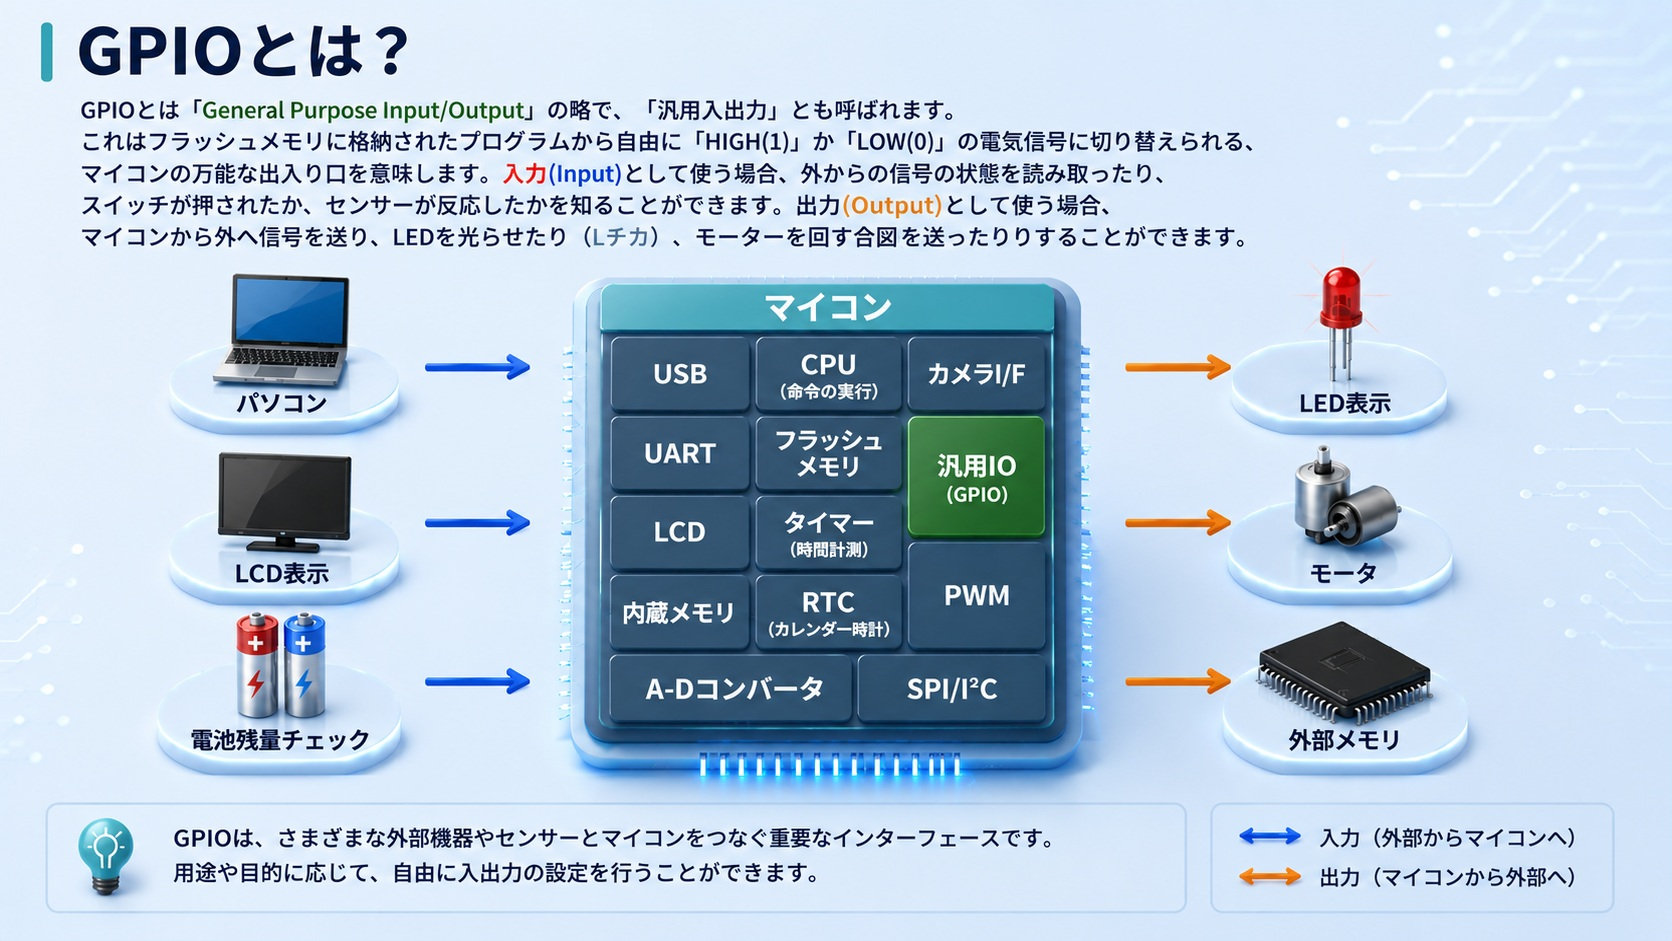 GPIOとは？
GPIOとは「General Purpose Input/Output」の略で、「汎用入出力」とも呼ばれます。
これはフラッシュメモリに格納されたプログラムから自由に「HIGH(1)」か「LOW(0)」の電気信号に切り替えられる、
マイコンの万能な出入り口を意味します。入力(Input)として使う場合、外からの信号の状態を読み取ったり、
スイッチが押されたか、センサーが反応したかを知ることができます。出力(Output)として使う場合、
マイコンから外へ信号を送り、LEDを光らせたり（Lチカ）、モーターを回す合図を送ったりりすることができます。
パソコン
LCD表示
電池残量チェック
マイコン
USB
CPU
（命令の実行）
カメラI/F
UART
フラッシュ
メモリ
汎用IO
（GPIO）
LCD
タイマー
（時間計測）
内蔵メモリ
RTC
（カレンダー時計）
PWM
A-Dコンバータ
SPI/I²C
LED表示
モータ
外部メモリ
GPIOは、さまざまな外部機器やセンサーとマイコンをつなぐ重要なインターフェースです。
用途や目的に応じて、自由に入出力の設定を行うことができます。
入力（外部からマイコンへ）
出力（マイコンから外部へ）